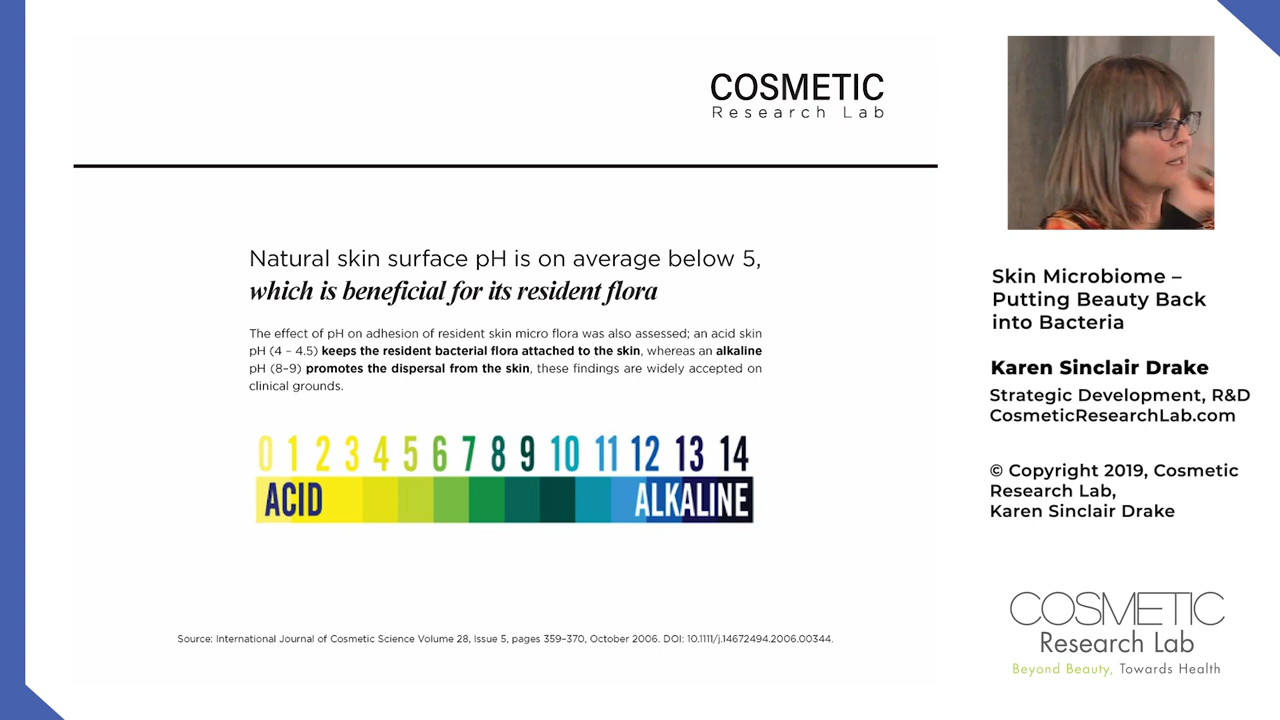 COSMETIC
Research Lab
Natural skin surface pH is on average below 5,
which is beneficial for its resident flora
The effect of pH on adhesion of resident skin micro flora was also assessed; an acid skin
pH (4 – 4.5) keeps the resident bacterial flora attached to the skin, whereas an alkaline
pH (8–9) promotes the dispersal from the skin, these findings are widely accepted on
clinical grounds.
0 1 2 3 4 5 6 7 8 9 10 11 12 13 14
ACID ALKALINE
Source: International Journal of Cosmetic Science Volume 28, Issue 5, pages 359–370, October 2006. DOI: 10.1111/j.14672494.2006.00344.
Skin Microbiome –
Putting Beauty Back
into Bacteria
Karen Sinclair Drake
Strategic Development, R&D
CosmeticResearchLab.com
© Copyright 2019, Cosmetic
Research Lab,
Karen Sinclair Drake
COSMETIC
Research Lab
Beyond Beauty, Towards Health